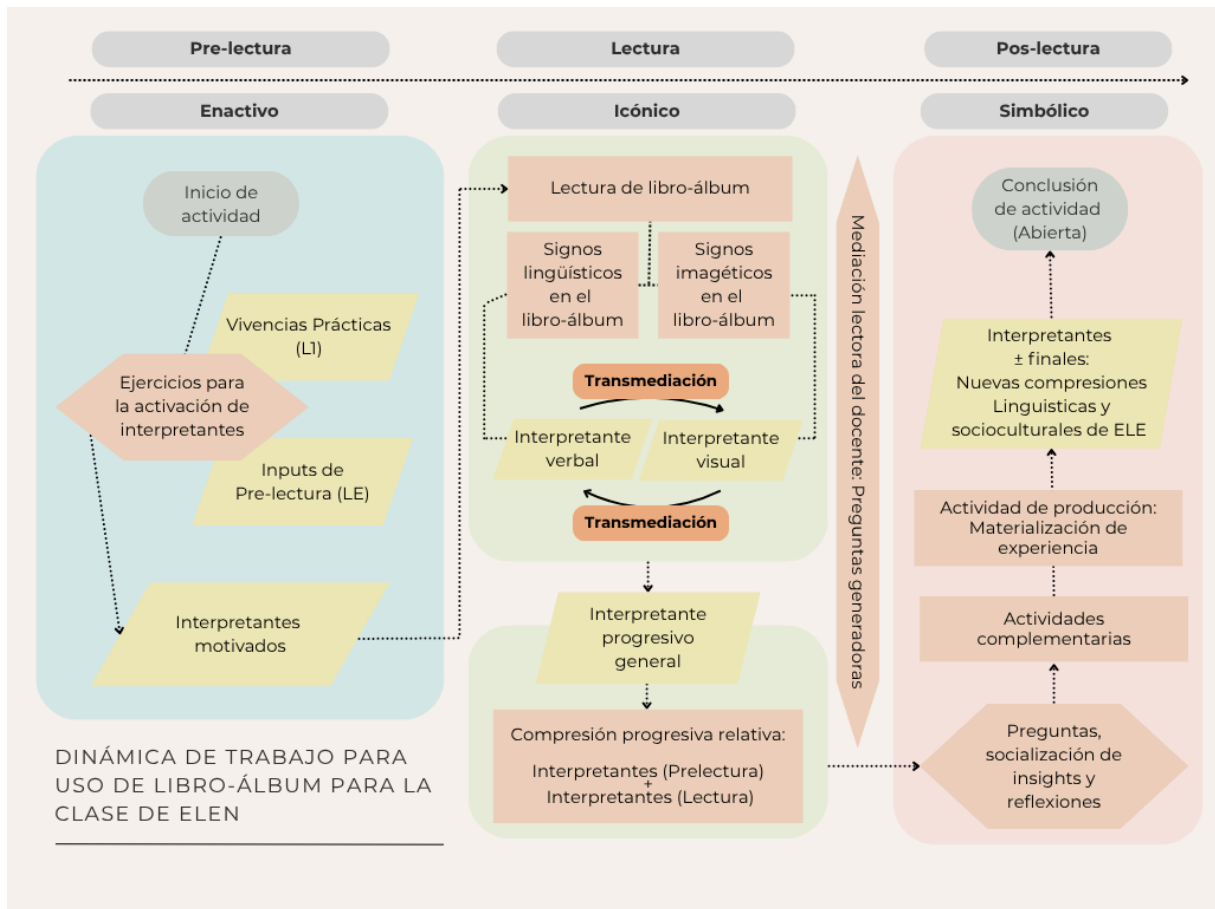 Pre-lectura
Lectura
Pos-lectura
Enactivo
Icónico
Simbólico
Inicio de
actividad
Vivencias Prácticas
(L1)
Ejercicios para
la activación de
interpretantes
Inputs de
Pre-lectura (LE)
Interpretantes
motivados
DINÁMICA DE TRABAJO PARA
USO DE LIBRO-ÁLBUM PARA LA
CLASE DE ELEN
Lectura de libro-álbum
Signos
lingüísticos
en el
libro-álbum
Signos
imagéticos
en el
libro-álbum
Transmediación
Interpretante
verbal
Interpretante
visual
Transmediación
Interpretante
progresivo
general
Compresión progresiva relativa:
Interpretantes (Prelectura)
+
Interpretantes (Lectura)
Mediación lectora del docente: Preguntas generadoras
Conclusión
de actividad
(Abierta)
Interpretantes
± finales:
Nuevas compresiones
Linguisticas y
socioculturales de ELE
Actividad de producción:
Materialización de
experiencia
Actividades
complementarias
Preguntas,
socialización de
insights y
reflexiones